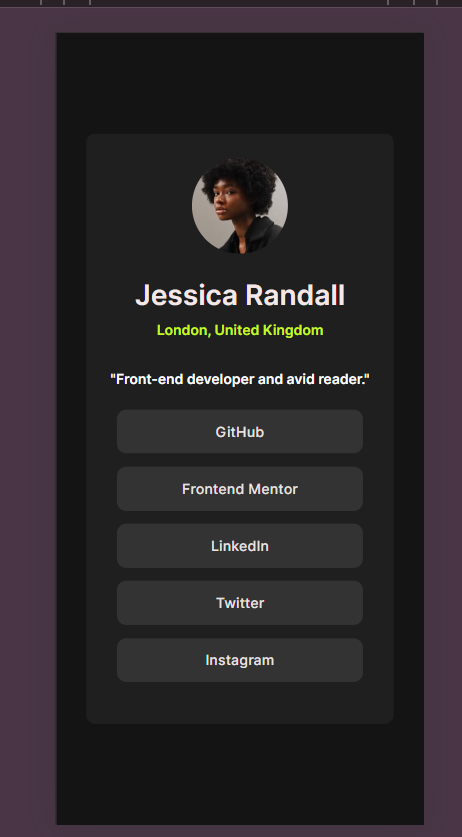 Jessica Randall
London, United Kingdom
"Front-end developer and avid reader."
GitHub
Frontend Mentor
LinkedIn
Twitter
Instagram